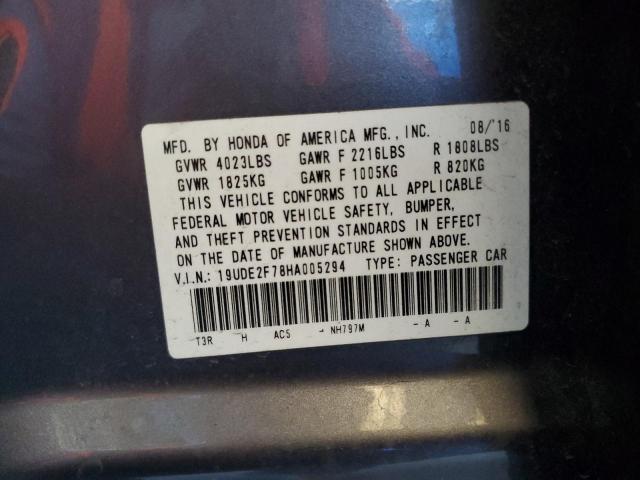 MFD. BY HONDA OF AMERICA MFG., INC. 08/'16
GVWR 4023LBS GAWR F 2216LBS R 1808LBS
GVWR 1825KG GAWR F 1005KG R 820KG
THIS VEHICLE CONFORMS TO ALL APPLICABLE
FEDERAL MOTOR VEHICLE SAFETY, BUMPER,
AND THEFT PREVENTION STANDARDS IN EFFECT
ON THE DATE OF MANUFACTURE SHOWN ABOVE.
V.I.N.: 19UDE2F78HA005294 TYPE: PASSENGER CAR
T3R H ACS - NH797M - A - A